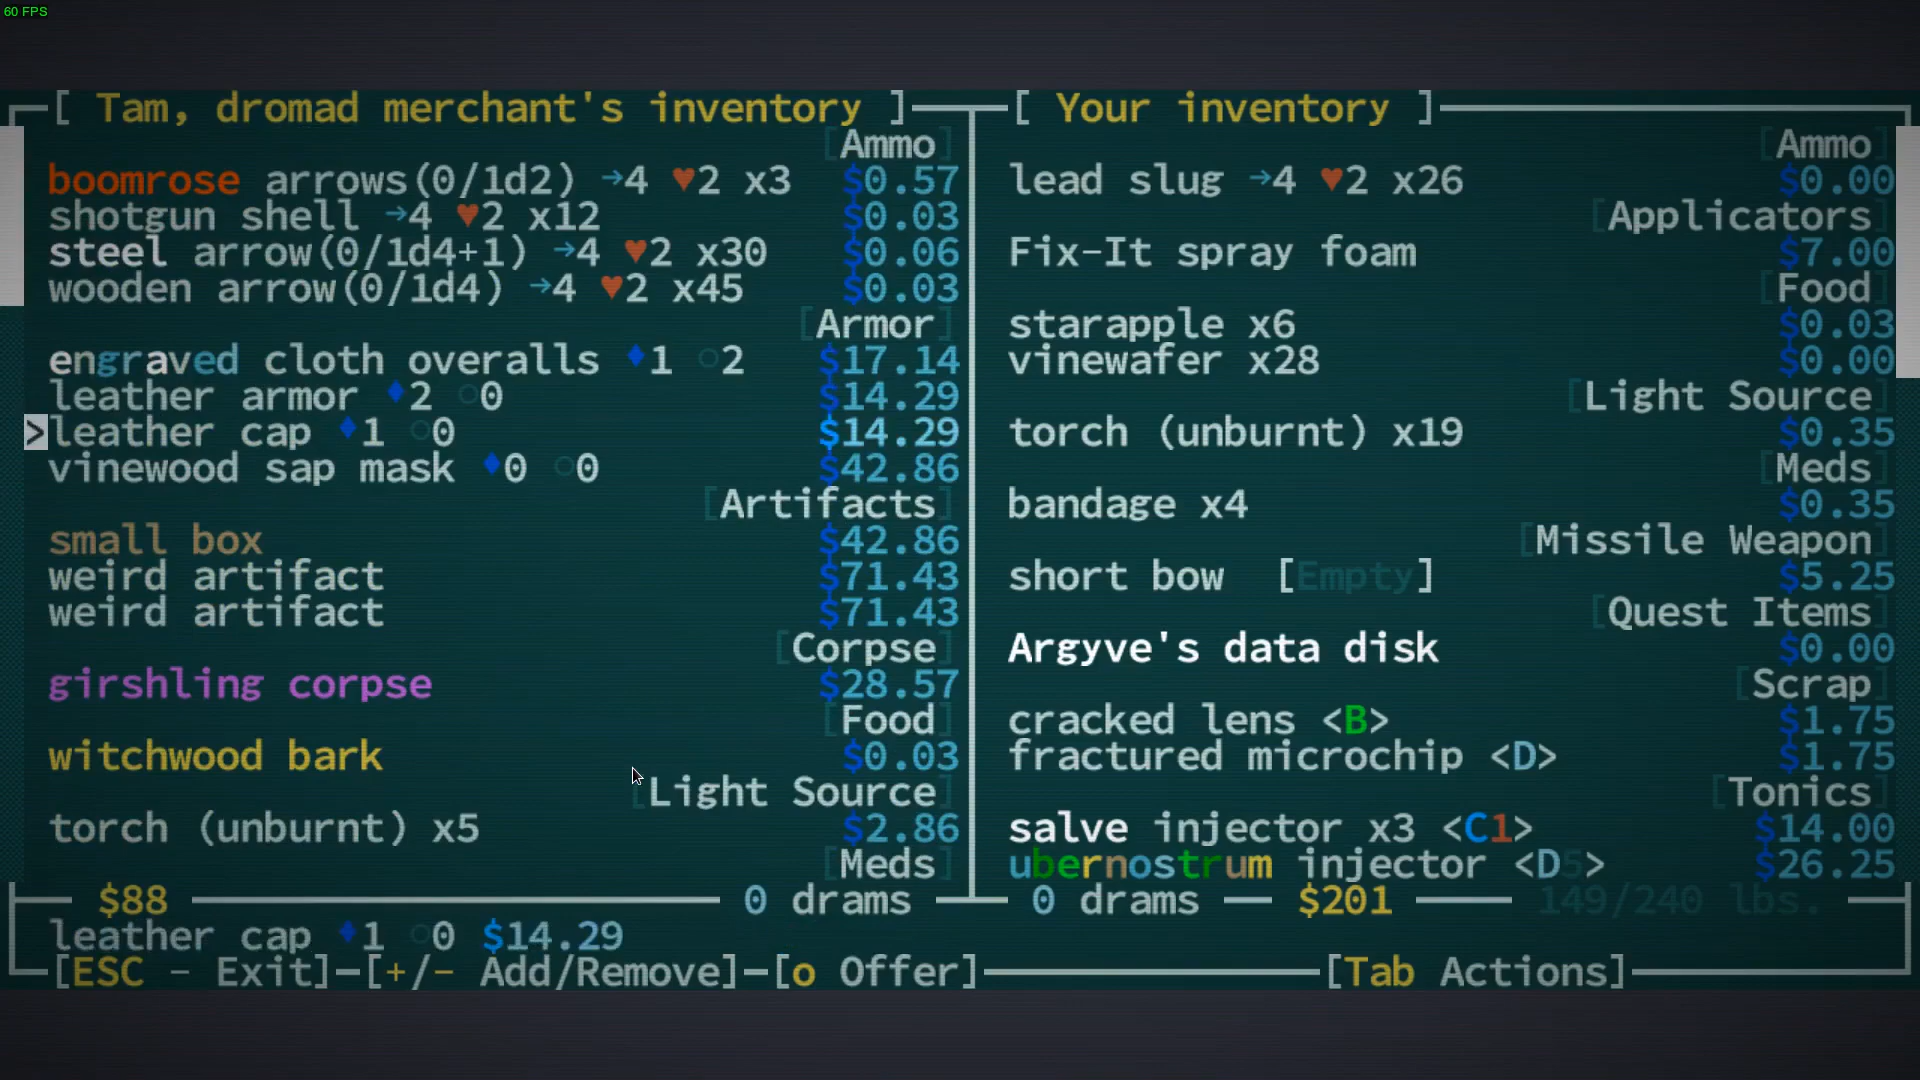 60 FPS
[ Tam, dromad merchant's inventory ]
[Ammo]
boomrose arrows(0/1d2) →4 ♥2 x3 $0.57
shotgun shell →4 ♥2 x12 $0.03
steel arrow(0/1d4+1) →4 ♥2 x30 $0.06
wooden arrow(0/1d4) →4 ♥2 x45 $0.03
[Armor]
engraved cloth overalls ♦1 ○2 $17.14
leather armor ♦2 ○0 $14.29
>leather cap ♦1 ○0 $14.29
vinewood sap mask ♦0 ○0 $42.86
[Artifacts]
small box $42.86
weird artifact $71.43
weird artifact $71.43
[Corpse]
girshling corpse $28.57
[Food]
witchwood bark $0.03
[Light Source]
torch (unburnt) x5 $2.86
[Meds]
[ Your inventory ]
[Ammo]
lead slug →4 ♥2 x26 $0.00
[Applicators]
Fix-It spray foam $7.00
[Food]
starapple x6 $0.03
vinewafer x28 $0.00
[Light Source]
torch (unburnt) x19 $0.35
[Meds]
bandage x4 $0.35
[Missile Weapon]
short bow [Empty] $5.25
[Quest Items]
Argyve's data disk $0.00
[Scrap]
cracked lens <B> $1.75
fractured microchip <D> $1.75
[Tonics]
salve injector x3 <C1> $14.00
ubernostrum injector <D5> $26.25
$88 0 drams 0 drams $201 149/240 lbs.
leather cap ♦1 ○0 $14.29
[ESC - Exit] [+/- Add/Remove] [o Offer] [Tab Actions]